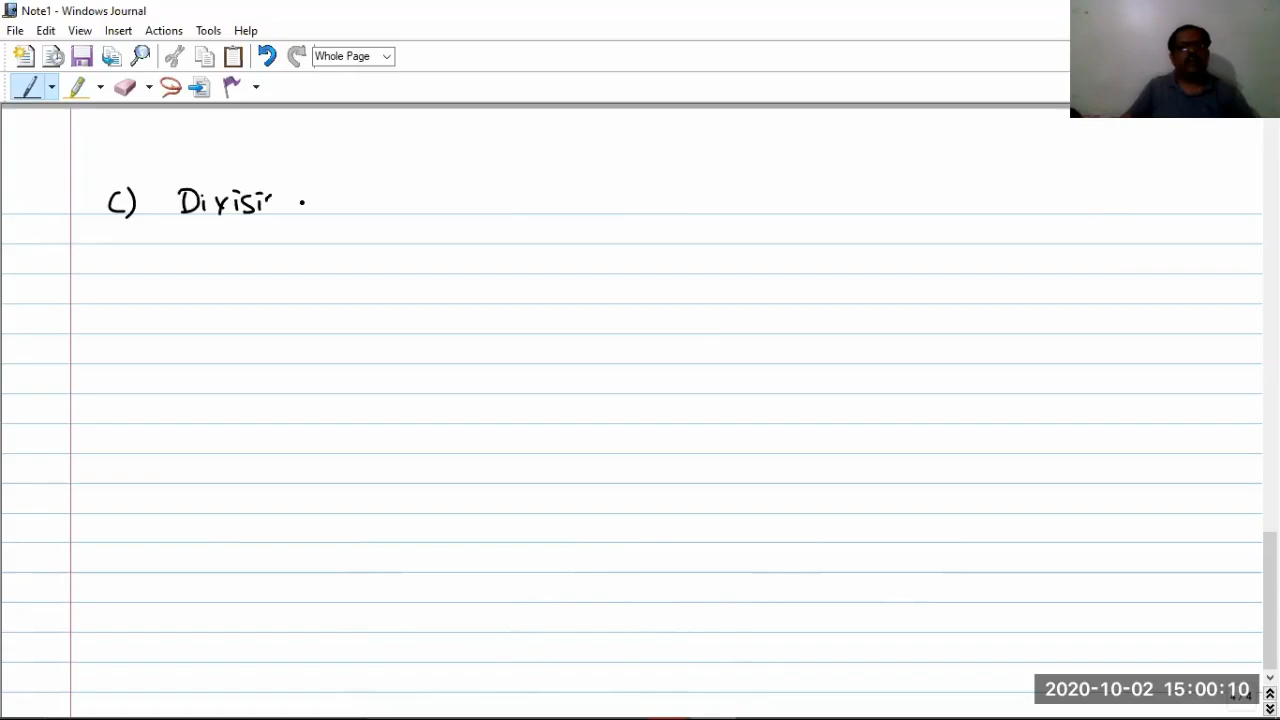 Note1 - Windows Journal
File Edit View Insert Actions Tools Help
Whole Page
C) Divisi
2020-10-02 15:00:10